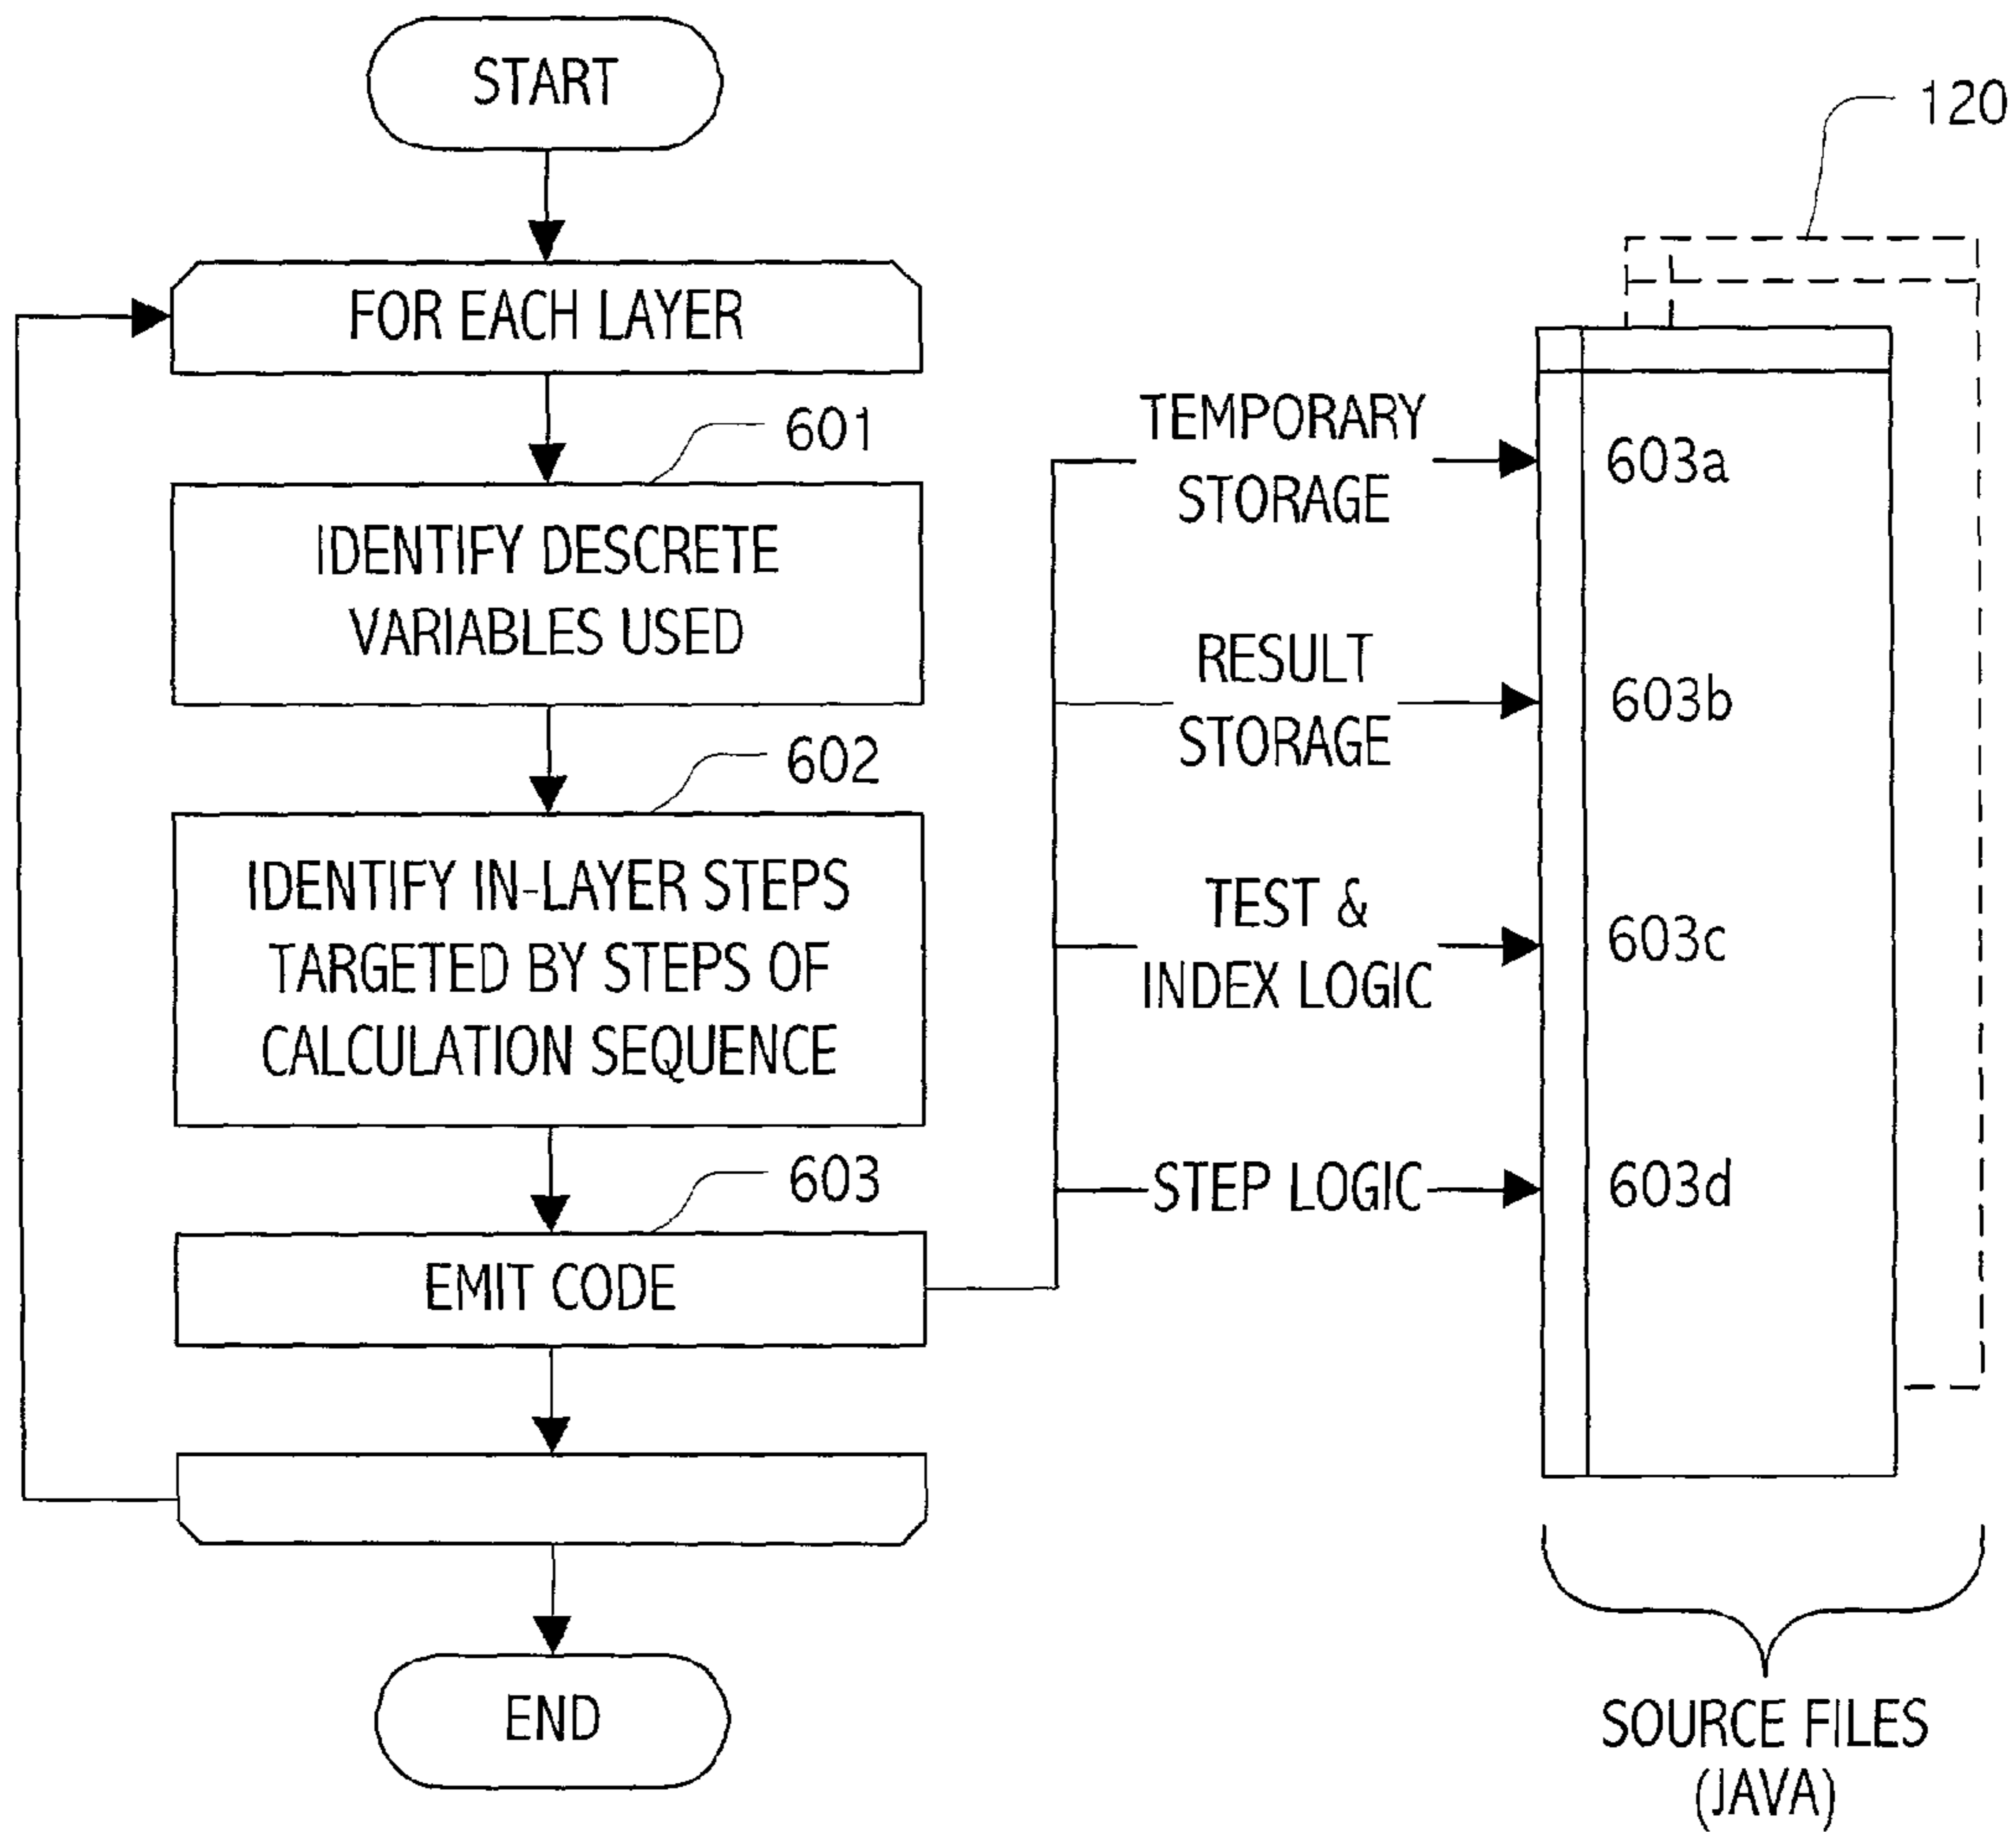 START
120
FOR EACH LAYER
601
IDENTIFY DESCRETE
VARIABLES USED
602
IDENTIFY IN-LAYER STEPS
TARGETED BY STEPS OF
CALCULATION SEQUENCE
603
EMIT CODE
END
TEMPORARY
STORAGE
603a
RESULT
STORAGE
603b
TEST &
INDEX LOGIC
603c
STEP LOGIC
603d
SOURCE FILES
(JAVA)